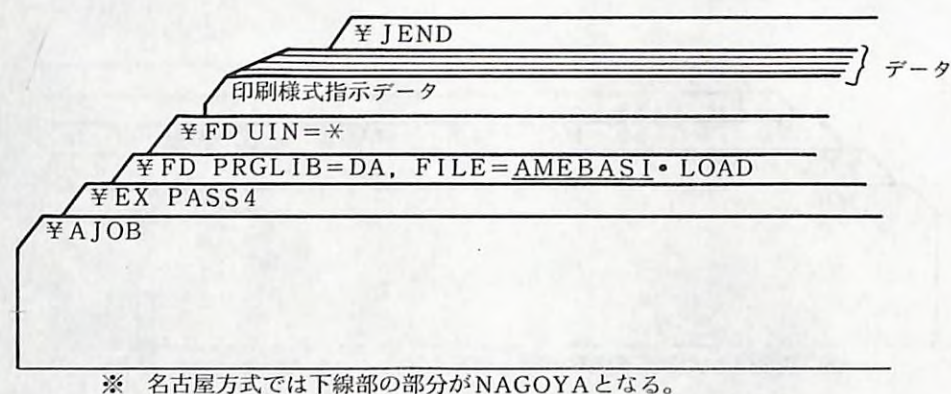 ¥ JEND
データ
印刷様式指示データ
¥ FD UIN=*
¥ FD PRGLIB=DA, FILE=AMEBASI・LOAD
¥ EX PASS4
¥ AJOB
※ 名古屋方式では下線部の部分がNAGOYAとなる。